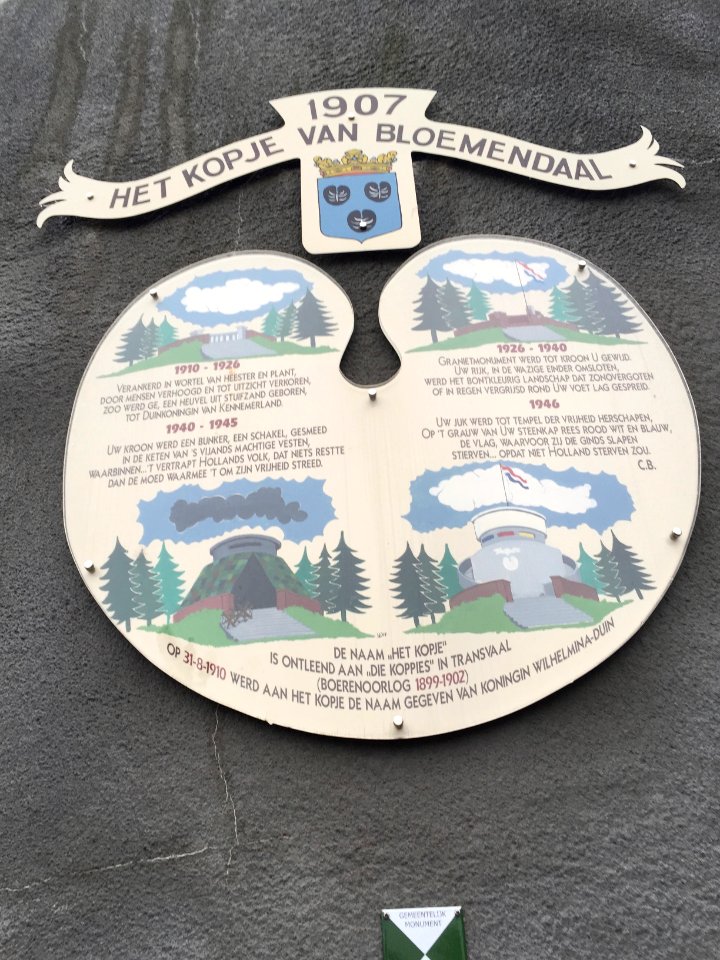 1907
HET KOPJE VAN BLOEMENDAAL
1910 - 1926
VERANKERD IN WORTEL VAN HEESTER EN PLANT,
DOOR MENSEN VERHOOGD EN TOT UITZICHT VERKOREN,
ZOO WERD GE, EEN HEUVEL UIT STUIFZAND GEBOREN,
TOT DUINKONINGIN VAN KENNEMERLAND.
1940 - 1945
UW KROON WERD EEN BUNKER, EEN SCHAKEL, GESMEED
IN DE KETEN VAN 'S VIJANDS MACHTIGE VESTEN,
WAARBINNEN...'T VERTRAPT HOLLANDS VOLK, DAT NIETS RESTTE
DAN DE MOED WAARMEE 'T OM ZIJN VRIJHEID STREED.
1926 - 1940
GRANIETMONUMENT WERD TOT KROON U GEWIJD.
UW RIJK, IN DE WAZIGE EINDER OMSLOTEN,
WERD HET BONTKLEURIG LANDSCHAP DAT ZONOVERGOTEN
OF IN REGEN VERGRIJSD ROND UW VOET LAG GESPREID.
1946
UW JUK WERD TOT TEMPEL DER VRIJHEID HERSCHAPEN,
OP 'T GRAUW VAN UW STEENKAP REES ROOD WIT EN BLAUW,
DE VLAG, WAARVOOR ZIJ DIE GINDS SLAPEN
STIERVEN... OPDAT NIET HOLLAND STERVEN ZOU.
C.B.
DE NAAM „HET KOPJE"
IS ONTLEEND AAN „DIE KOPPIES" IN TRANSVAAL
(BOERENOORLOG 1899-1902)
OP 31-8-1910 WERD AAN HET KOPJE DE NAAM GEGEVEN VAN KONINGIN WILHELMINA-DUIN
GEMEENTELIJK
MONUMENT